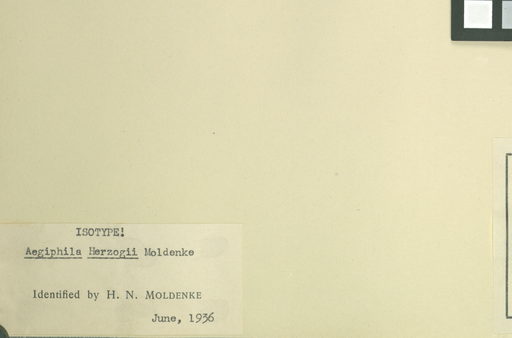 ISOTYPE!
Aegiphila Herzogii Moldenke
Identified by H. N. MOLDENKE
June, 1936